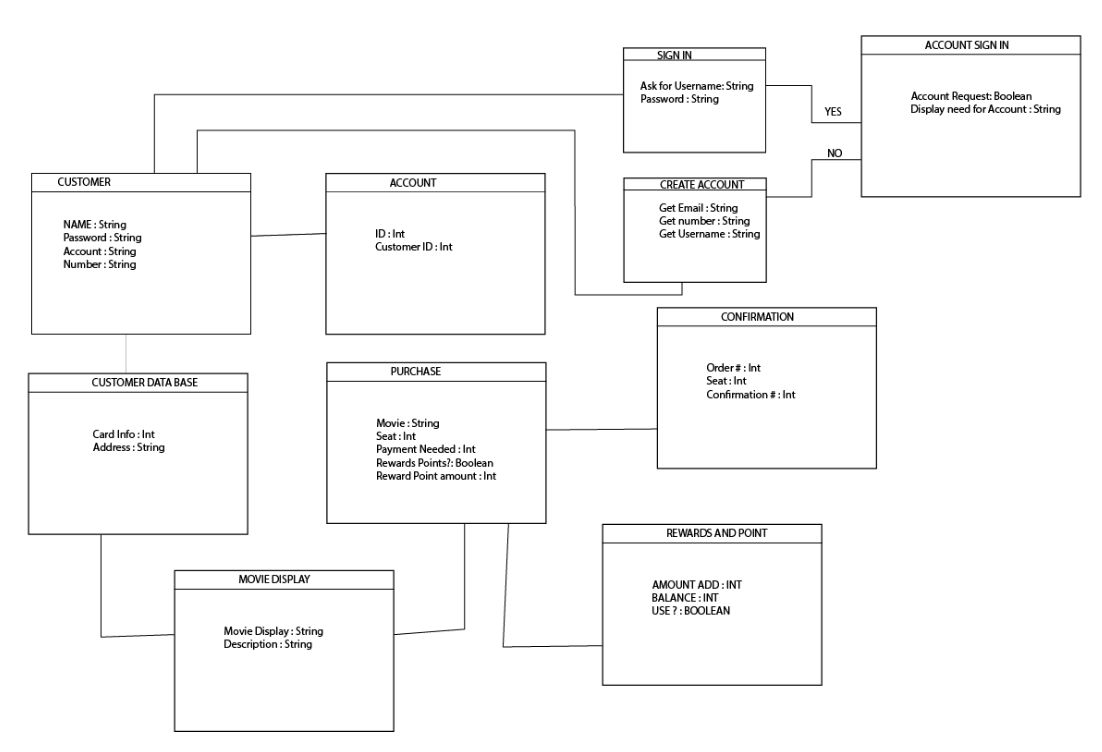 SIGN IN
Ask for Username: String
Password : String
ACCOUNT SIGN IN
Account Request: Boolean
Display need for Account : String
YES
NO
CUSTOMER
NAME : String
Password : String
Account : String
Number : String
ACCOUNT
ID : Int
Customer ID : Int
CREATE ACCOUNT
Get Email : String
Get number : String
Get Username : String
CONFIRMATION
Order # : Int
Seat : Int
Confirmation # : Int
CUSTOMER DATA BASE
Card Info : Int
Address : String
PURCHASE
Movie : String
Seat : Int
Payment Needed : Int
Rewards Points?: Boolean
Reward Point amount : Int
MOVIE DISPLAY
Movie Display : String
Description : String
REWARDS AND POINT
AMOUNT ADD : INT
BALANCE : INT
USE ? : BOOLEAN